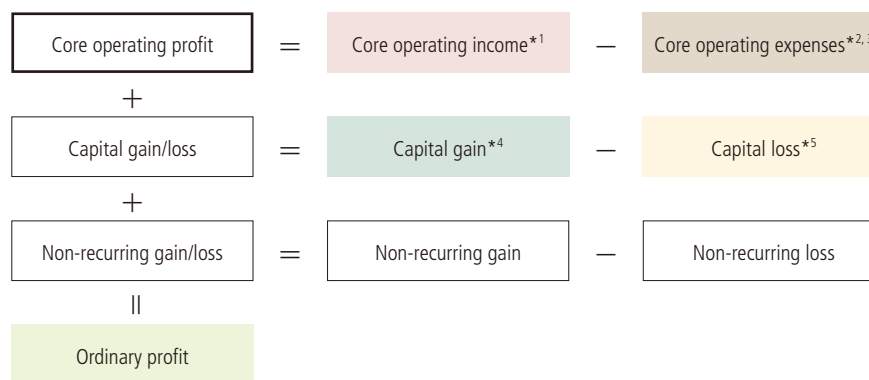 Core operating profit = Core operating income*1 − Core operating expenses*2, 3
+
Capital gain/loss = Capital gain*4 − Capital loss*5
+
Non-recurring gain/loss = Non-recurring gain − Non-recurring loss
=
Ordinary profit